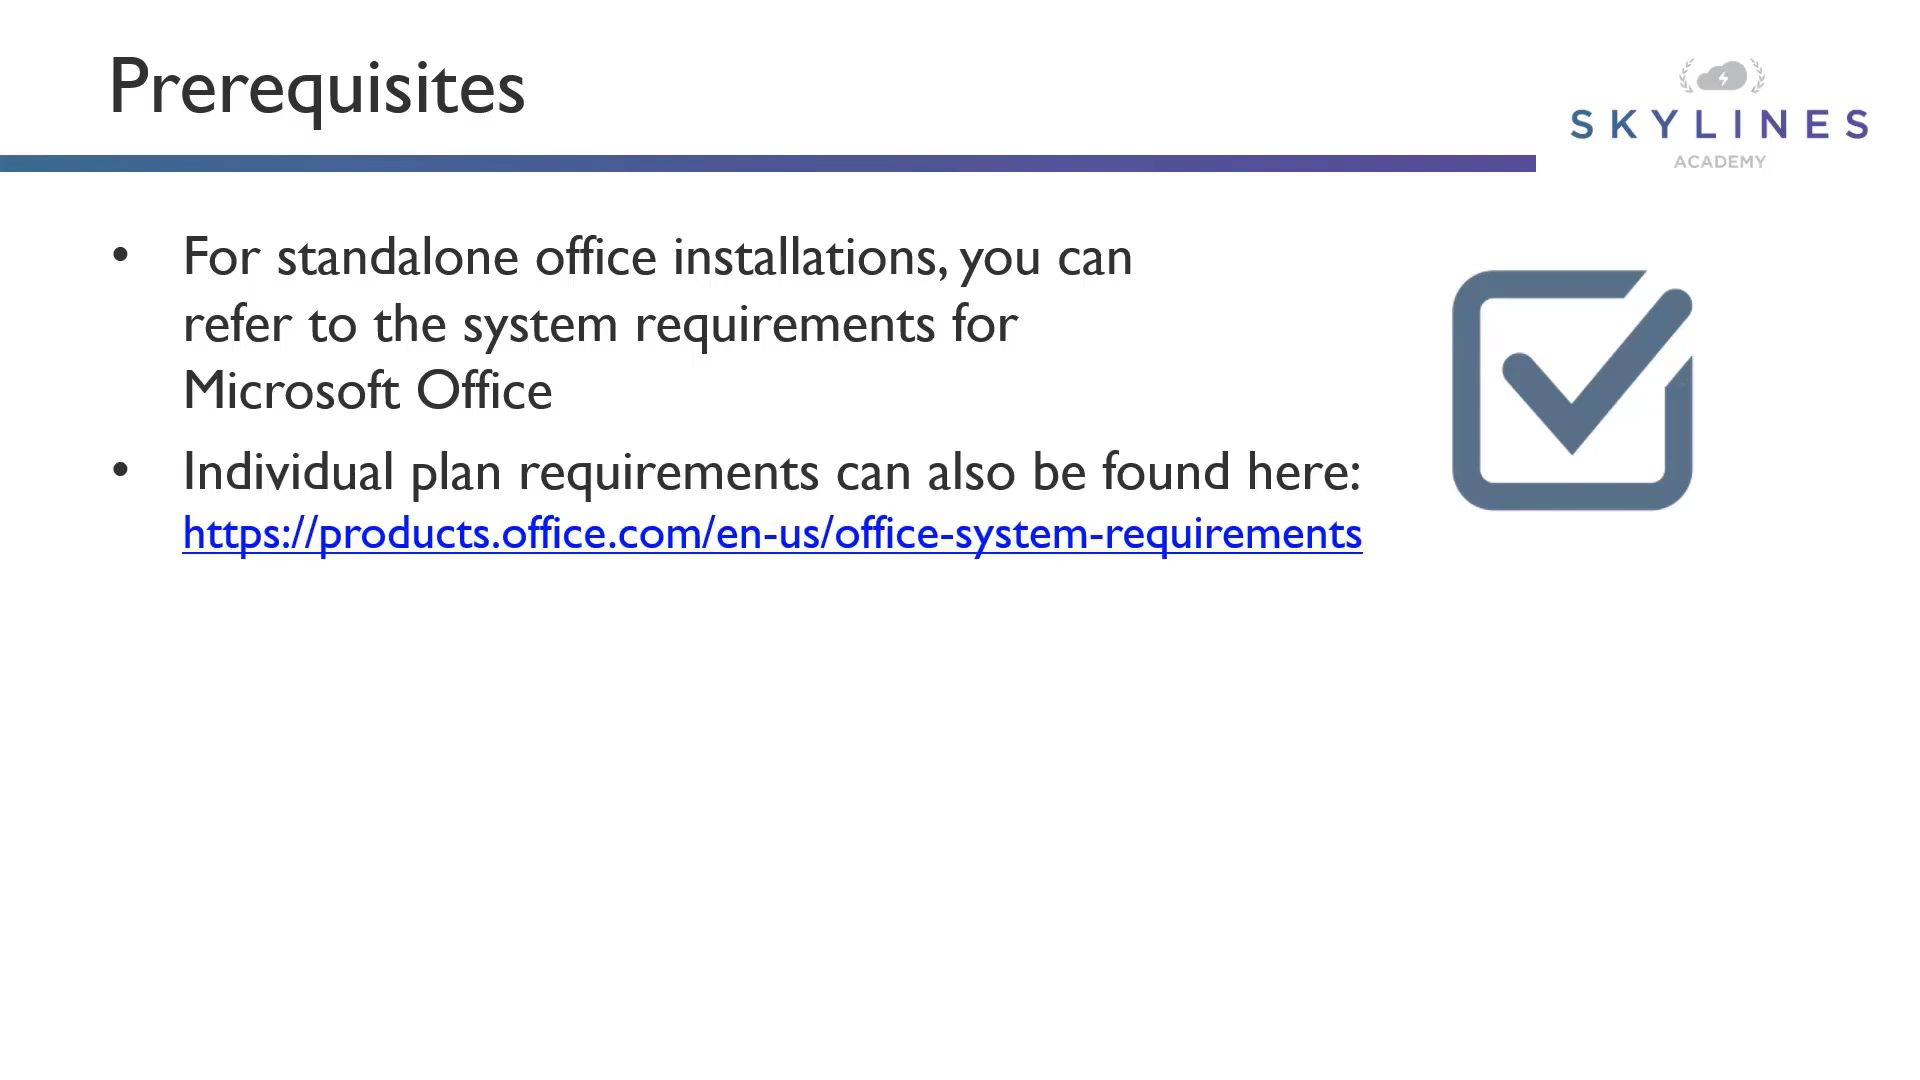 Prerequisites
SKYLINES
ACADEMY
• For standalone office installations, you can
refer to the system requirements for
Microsoft Office
• Individual plan requirements can also be found here:
https://products.office.com/en-us/office-system-requirements